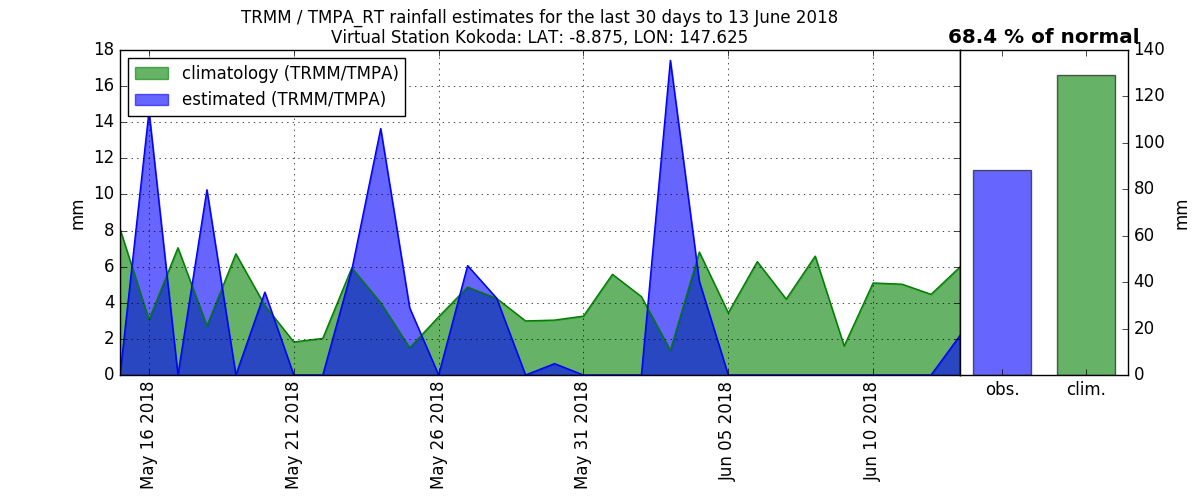 TRMM / TMPA_RT rainfall estimates for the last 30 days to 13 June 2018
Virtual Station Kokoda: LAT: -8.875, LON: 147.625
68.4 % of normal
climatology (TRMM/TMPA)
estimated (TRMM/TMPA)
mm
18
16
14
12
10
8
6
4
2
0
May 16 2018
May 21 2018
May 26 2018
May 31 2018
Jun 05 2018
Jun 10 2018
obs.
clim.
140
120
100
80
60
40
20
0
mm